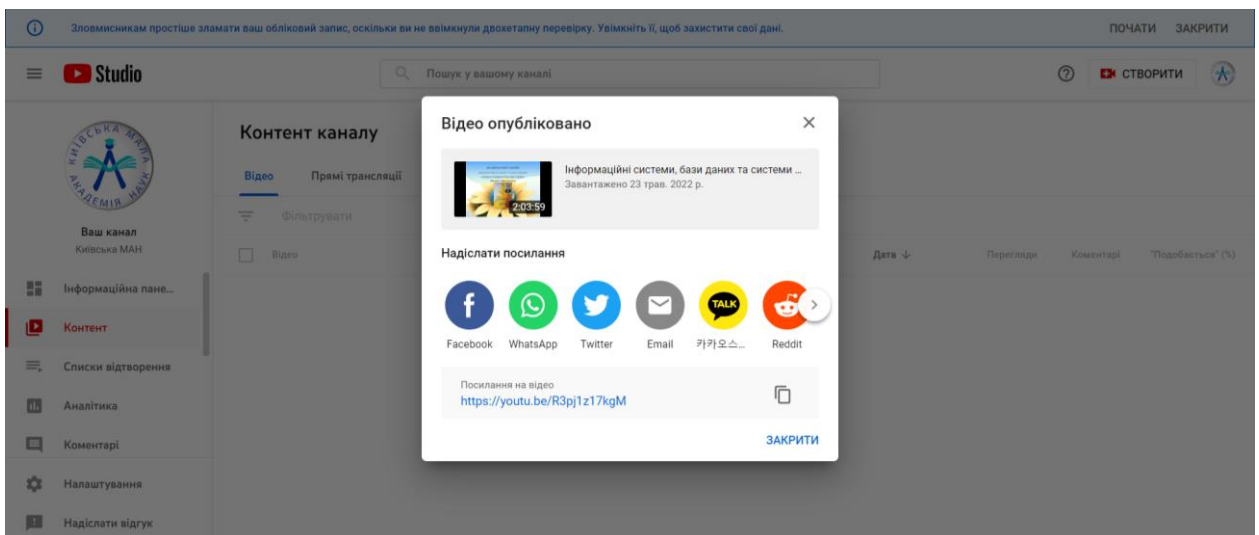 Зловмисникам простіше зламати ваш обліковий запис, оскільки ви не ввімкнули двохетапну перевірку. Увімкніть її, щоб захистити свої дані.
ПОЧАТИ ЗАКРИТИ
Studio
Пошук у вашому каналі
СТВОРИТИ
КИЇВСЬКА МАЛА АКАДЕМІЯ НАУК
Ваш канал
Київська МАН
Інформаційна пане...
Контент
Списки відтворення
Аналітика
Коментарі
Налаштування
Надіслати відгук
Контент каналу
Відео Прямі трансляції
Фільтрувати
Відео Дата Перегляди Коментарі "Подобається" (%)
Відео опубліковано
Інформаційні системи, бази даних та системи ...
Завантажено 23 трав. 2022 р.
2:03:59
Надіслати посилання
TALK
Facebook WhatsApp Twitter Email 카카오스... Reddit
Посилання на відео
https://youtu.be/R3pj1z17kgM
ЗАКРИТИ